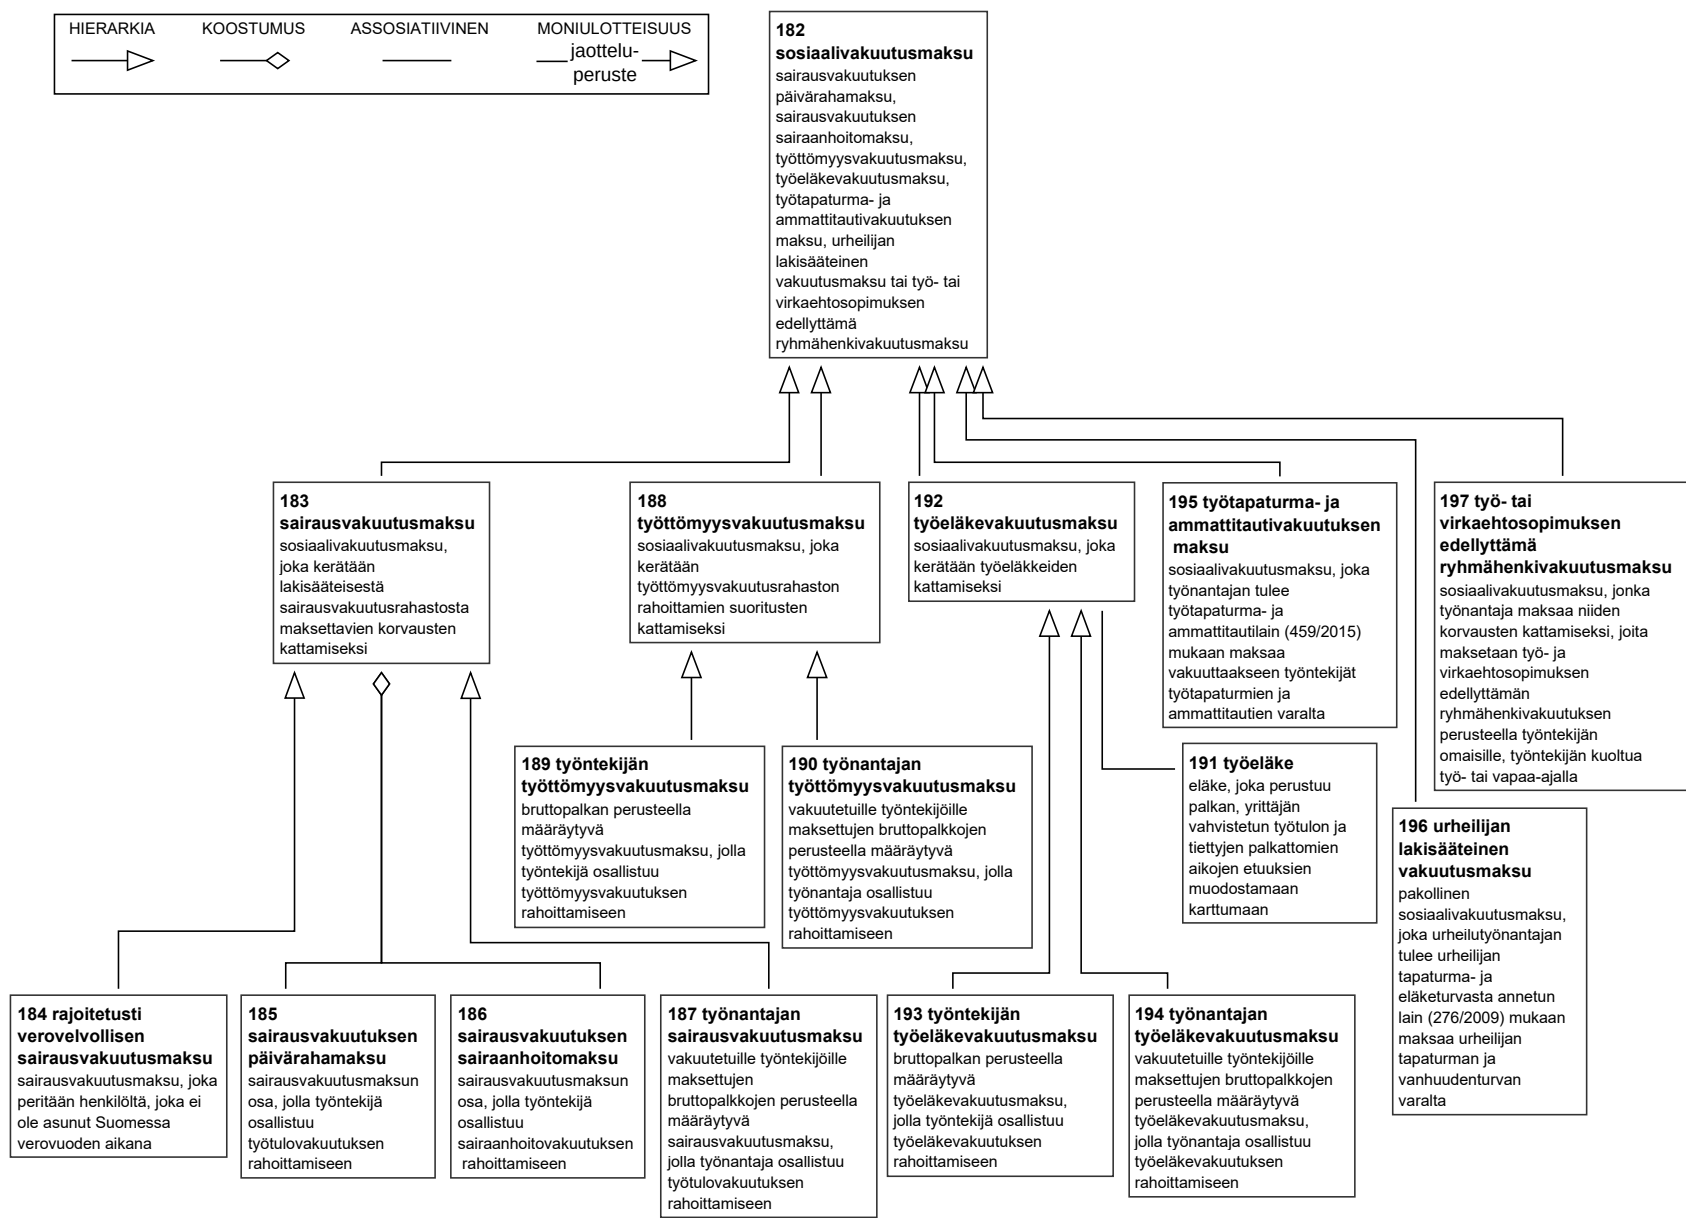 HIERARKIA
KOOSTUMUS
ASSOSIATIIVINEN
MONIULOTTEISUUS
jaottelu-
peruste
182
sosiaalivakuutusmaksu
sairausvakuutuksen
päivärahamaksu,
sairausvakuutuksen
sairaanhoitomaksu,
työttömyysvakuutusmaksu,
työeläkevakuutusmaksu,
työtapaturma- ja
ammattitautivakuutuksen
maksu, urheilijan
lakisääteinen
vakuutusmaksu tai työ- tai
virkaehtosopimuksen
edellyttämä
ryhmähenkivakuutusmaksu
183
sairausvakuutusmaksu
sosiaalivakuutusmaksu,
joka kerätään
lakisääteisestä
sairausvakuutusrahastosta
maksettavien korvausten
kattamiseksi
188
työttömyysvakuutusmaksu
sosiaalivakuutusmaksu, joka
kerätään
työttömyysvakuutusrahaston
rahoittamien suoritusten
kattamiseksi
192
työeläkevakuutusmaksu
sosiaalivakuutusmaksu, joka
kerätään työeläkkeiden
kattamiseksi
195 työtapaturma- ja
ammattitautivakuutuksen
maksu
sosiaalivakuutusmaksu, joka
työnantajan tulee
työtapaturma- ja
ammattitautilain (459/2015)
mukaan maksaa
vakuuttaakseen työntekijät
työtapaturmien ja
ammattitautien varalta
197 työ- tai
virkaehtosopimuksen
edellyttämä
ryhmähenkivakuutusmaksu
sosiaalivakuutusmaksu, jonka
työnantaja maksaa niiden
korvausten kattamiseksi, joita
maksetaan työ- ja
virkaehtosopimuksen
edellyttämän
ryhmähenkivakuutuksen
perusteella työntekijän
omaisille, työntekijän kuoltua
työ- tai vapaa-ajalla
189 työntekijän
työttömyysvakuutusmaksu
bruttopalkan perusteella
määräytyvä
työttömyysvakuutusmaksu, jolla
työntekijä osallistuu
työttömyysvakuutuksen
rahoittamiseen
190 työnantajan
työttömyysvakuutusmaksu
vakuutetuille työntekijöille
maksettujen bruttopalkkojen
perusteella määräytyvä
työttömyysvakuutusmaksu, jolla
työnantaja osallistuu
työttömyysvakuutuksen
rahoittamiseen
191 työeläke
eläke, joka perustuu
palkan, yrittäjän
vahvistetun työtulon ja
tiettyjen palkattomien
aikojen etuuksien
muodostamaan
karttumaan
196 urheilijan
lakisääteinen
vakuutusmaksu
pakollinen
sosiaalivakuutusmaksu,
joka urheilutyönantajan
tulee urheilijan
tapaturma- ja
eläketurvasta annetun
lain (276/2009) mukaan
maksaa urheilijan
tapaturman ja
vanhuudenturvan
varalta
184 rajoitetusti
verovelvollisen
sairausvakuutusmaksu
sairausvakuutusmaksu, joka
peritään henkilöltä, joka ei
ole asunut Suomessa
verovuoden aikana
185
sairausvakuutuksen
päivärahamaksu
sairausvakuutusmaksun
osa, jolla työntekijä
osallistuu
työtulovakuutuksen
rahoittamiseen
186
sairausvakuutuksen
sairaanhoitomaksu
sairausvakuutusmaksun
osa, jolla työntekijä
osallistuu
sairaanhoitovakuutuksen
rahoittamiseen
187 työnantajan
sairausvakuutusmaksu
vakuutetuille työntekijöille
maksettujen
bruttopalkkojen perusteella
määräytyvä
sairausvakuutusmaksu,
jolla työnantaja osallistuu
työtulovakuutuksen
rahoittamiseen
193 työntekijän
työeläkevakuutusmaksu
bruttopalkan perusteella
määräytyvä
työeläkevakuutusmaksu,
jolla työntekijä osallistuu
työeläkevakuutuksen
rahoittamiseen
194 työnantajan
työeläkevakuutusmaksu
vakuutetuille työntekijöille
maksettujen bruttopalkkojen
perusteella määräytyvä
työeläkevakuutusmaksu,
jolla työnantaja osallistuu
työeläkevakuutuksen
rahoittamiseen